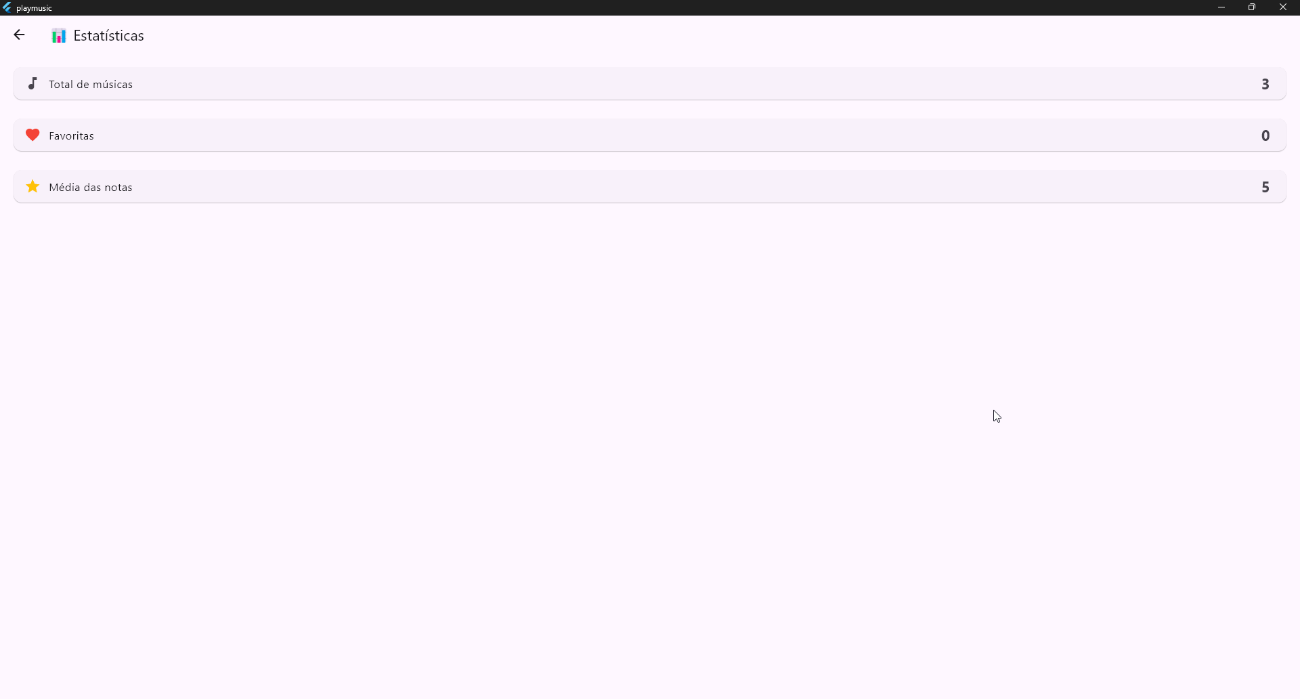 playmusic
Estatísticas
Total de músicas 3
Favoritas 0
Média das notas 5